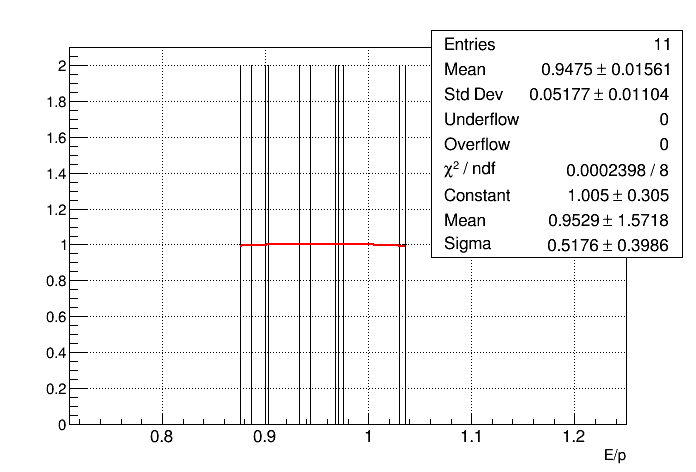 Entries 11
Mean 0.9475 ± 0.01561
Std Dev 0.05177 ± 0.01104
Underflow 0
Overflow 0
χ² / ndf 0.0002398 / 8
Constant 1.005 ± 0.305
Mean 0.9529 ± 1.5718
Sigma 0.5176 ± 0.3986
2
1.8
1.6
1.4
1.2
1
0.8
0.6
0.4
0.2
0
0.8 0.9 1 1.1 1.2
E/p